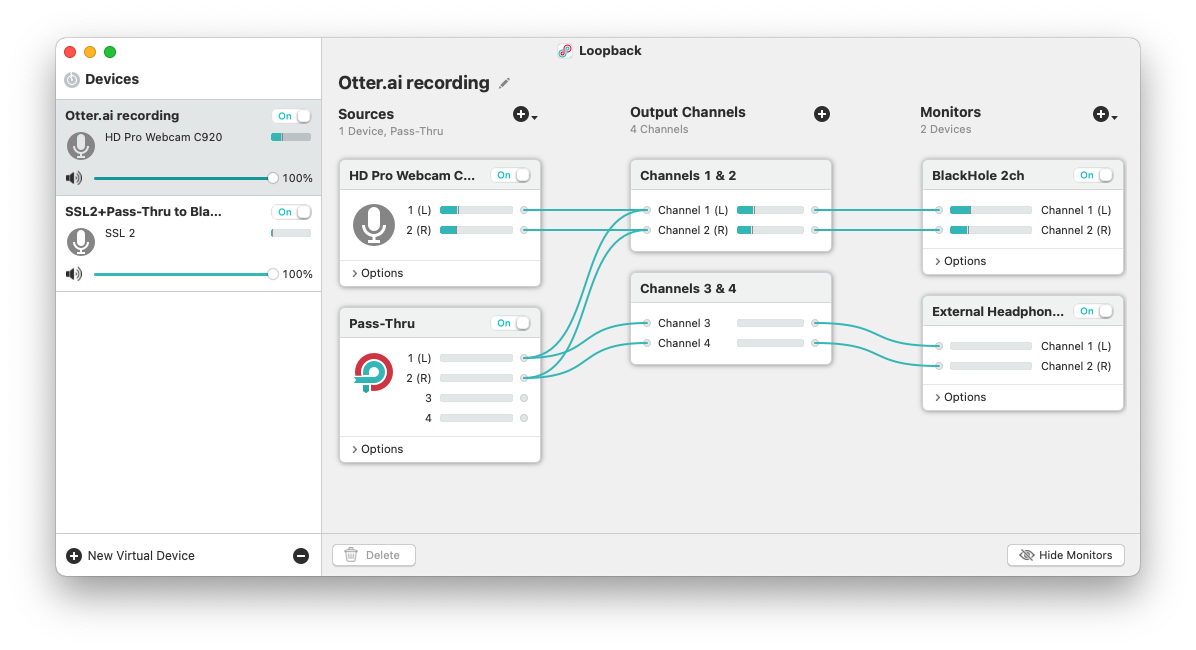 Loopback
Devices
Otter.ai recording
On
HD Pro Webcam C920
100%
SSL2+Pass-Thru to Bla...
On
SSL 2
100%
New Virtual Device
Otter.ai recording
Sources
1 Device, Pass-Thru
HD Pro Webcam C...
On
1 (L)
2 (R)
Options
Pass-Thru
On
1 (L)
2 (R)
3
4
Options
Output Channels
4 Channels
Channels 1 & 2
Channel 1 (L)
Channel 2 (R)
Channels 3 & 4
Channel 3
Channel 4
Monitors
2 Devices
BlackHole 2ch
On
Channel 1 (L)
Channel 2 (R)
Options
External Headphon...
On
Channel 1 (L)
Channel 2 (R)
Options
Delete
Hide Monitors